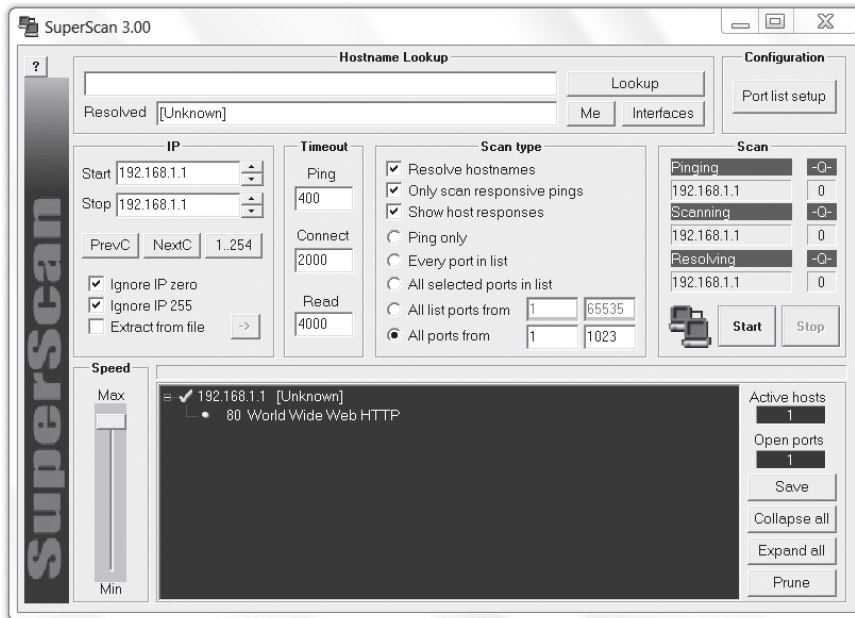 SuperScan 3.00
?
SuperScan
Hostname Lookup
Lookup
Resolved [Unknown]
Me
Interfaces
Configuration
Port list setup
IP
Start 192.168.1.1
Stop 192.168.1.1
PrevC
NextC
1..254
Ignore IP zero
Ignore IP 255
Extract from file
->
Timeout
Ping
400
Connect
2000
Read
4000
Scan type
Resolve hostnames
Only scan responsive pings
Show host responses
Ping only
Every port in list
All selected ports in list
All list ports from 1 65535
All ports from 1 1023
Scan
Pinging -Q-
192.168.1.1 0
Scanning -Q-
192.168.1.1 0
Resolving -Q-
192.168.1.1 0
Start
Stop
Speed
Max
Min
192.168.1.1 [Unknown]
80 World Wide Web HTTP
Active hosts
1
Open ports
1
Save
Collapse all
Expand all
Prune